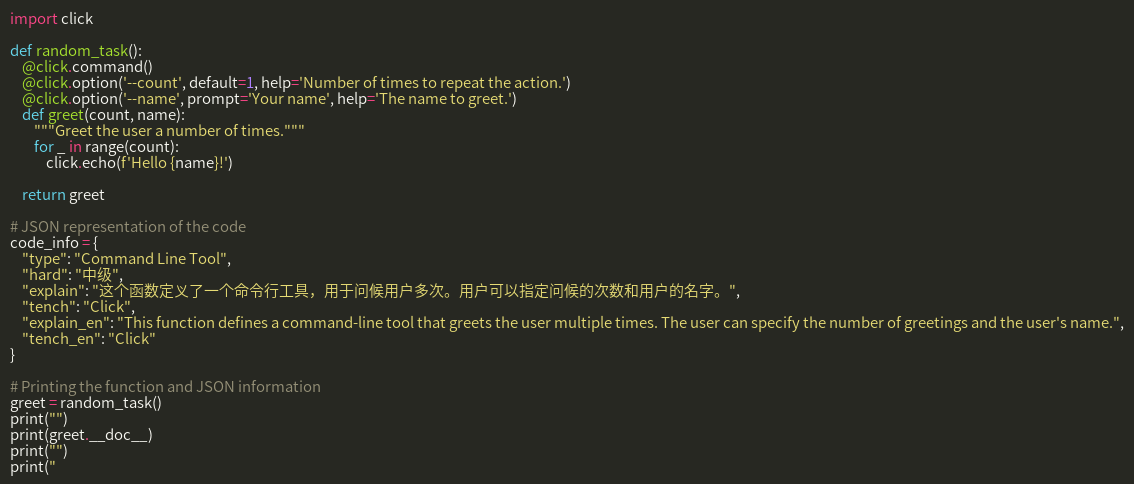 import click

def random_task():
    @click.command()
    @click.option('--count', default=1, help='Number of times to repeat the action.')
    @click.option('--name', prompt='Your name', help='The name to greet.')
    def greet(count, name):
        """Greet the user a number of times."""
        for _ in range(count):
            click.echo(f'Hello {name}!')

    return greet

# JSON representation of the code
code_info = {
    "type": "Command Line Tool",
    "hard": "中级",
    "explain": "这个函数定义了一个命令行工具，用于问候用户多次。用户可以指定问候的次数和用户的名字。",
    "tench": "Click",
    "explain_en": "This function defines a command-line tool that greets the user multiple times. The user can specify the number of greetings and the user's name.",
    "tench_en": "Click"
}

# Printing the function and JSON information
greet = random_task()
print("")
print(greet.__doc__)
print("")
print("